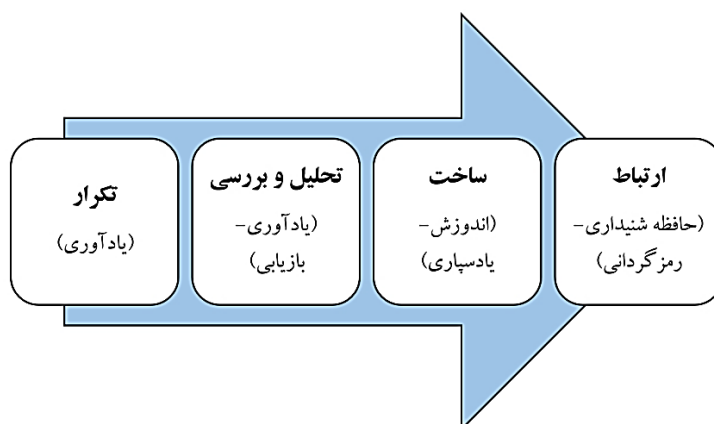 ارتباط
(حافظه شنیداری-
رمزگردانی)
ساخت
(اندوزش-
یادسپاری)
تحلیل و بررسی
(یادآوری-
بازیابی)
تکرار
(یادآوری)